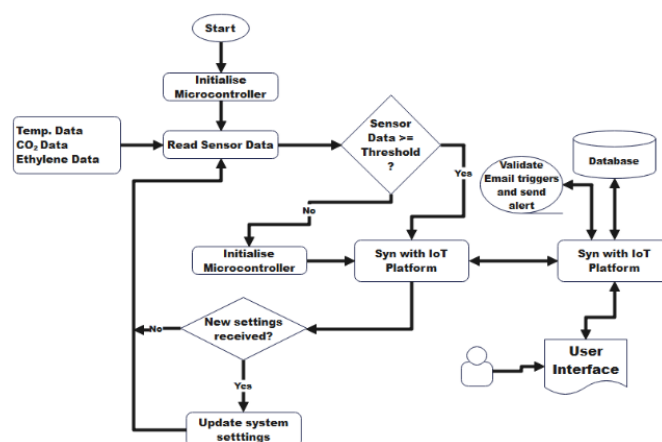 Start
Initialise
Microcontroller
Temp. Data
CO₂ Data
Ethylene Data
Read Sensor Data
Sensor
Data >=
Threshold
?
Yes
No
Validate
Email triggers
and send
alert
Database
Initialise
Microcontroller
Syn with IoT
Platform
Syn with IoT
Platform
New settings
received?
No
Yes
User
Interface
Update system
setttings